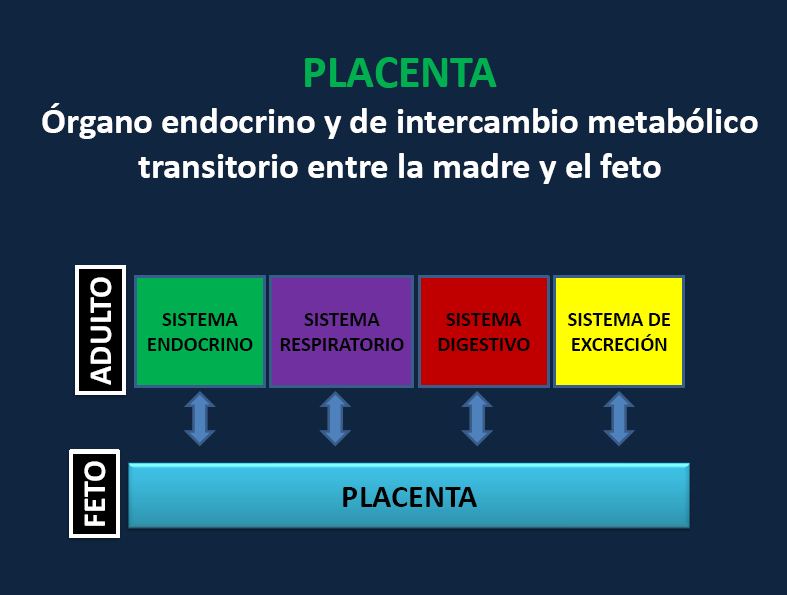 PLACENTA
Órgano endocrino y de intercambio metabólico
transitorio entre la madre y el feto
ADULTO
SISTEMA
ENDOCRINO
SISTEMA
RESPIRATORIO
SISTEMA
DIGESTIVO
SISTEMA DE
EXCRECIÓN
FETO
PLACENTA